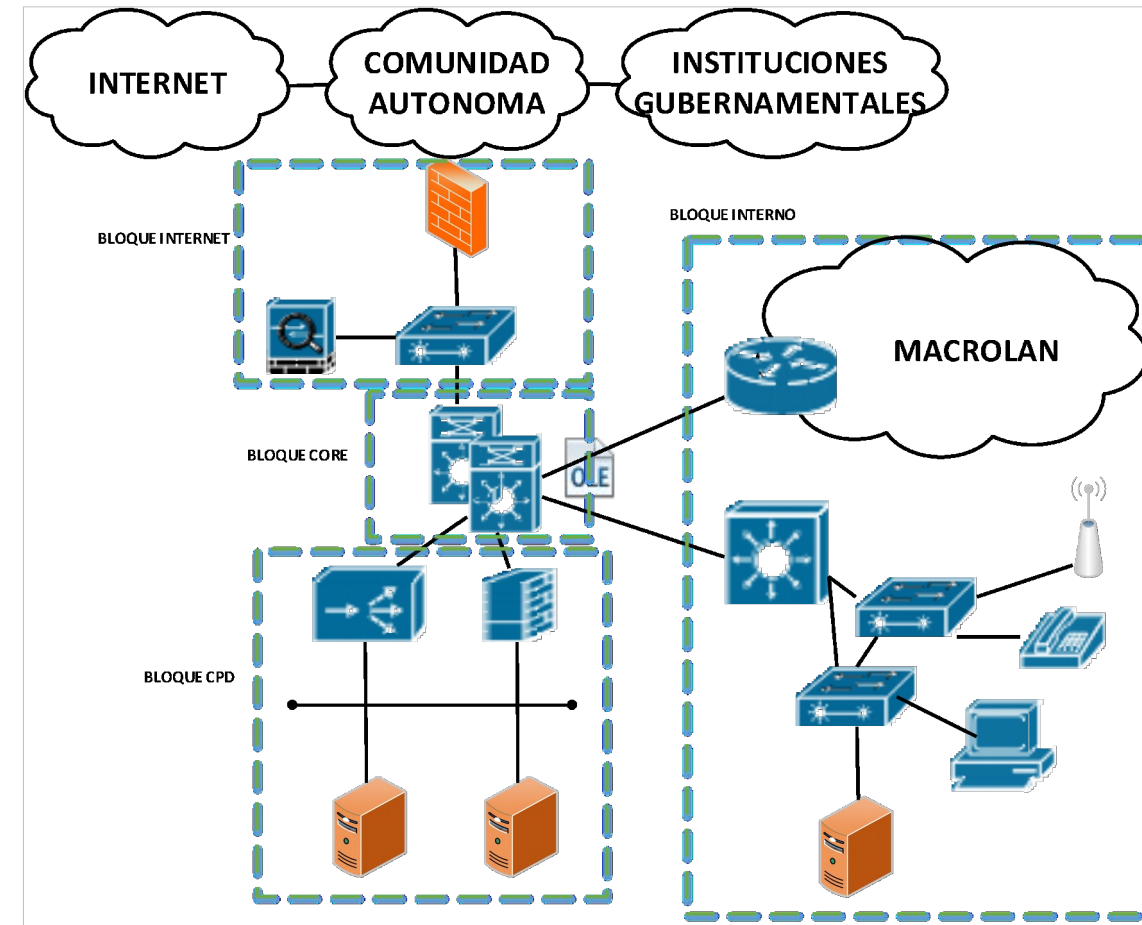 INTERNET
COMUNIDAD
AUTONOMA
INSTITUCIONES
GUBERNAMENTALES
BLOQUE INTERNET
BLOQUE INTERNO
MACROLAN
BLOQUE CORE
OLE
BLOQUE CPD